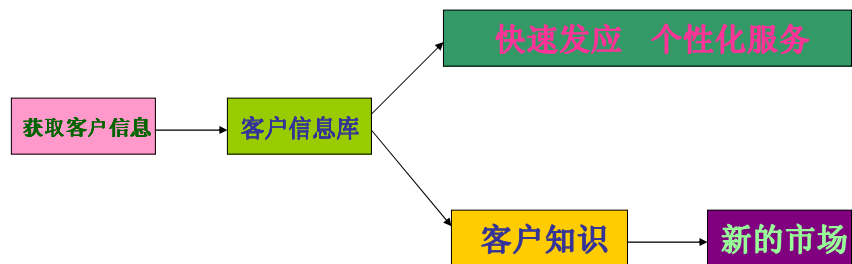 快速发应 个性化服务
获取客户信息
客户信息库
客户知识
新的市场